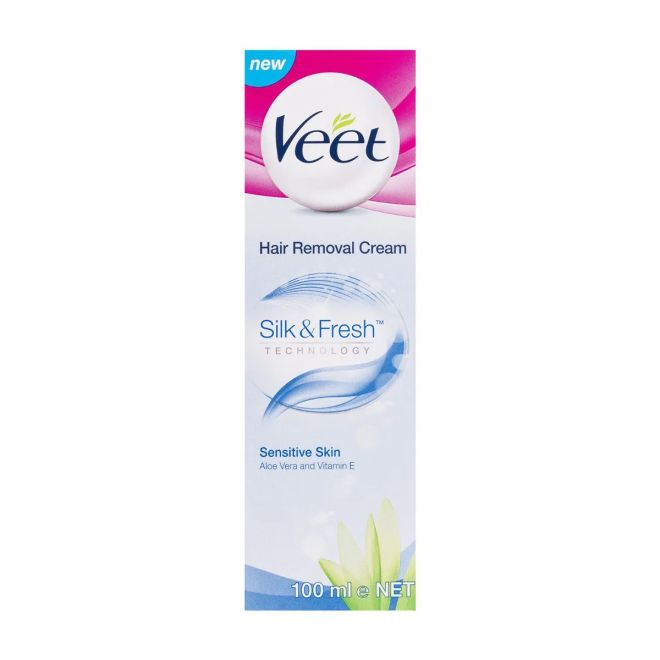 new
Veet
Hair Removal Cream
Silk & Fresh™
TECHNOLOGY
Sensitive Skin
Aloe Vera and Vitamin E
100 ml e NET